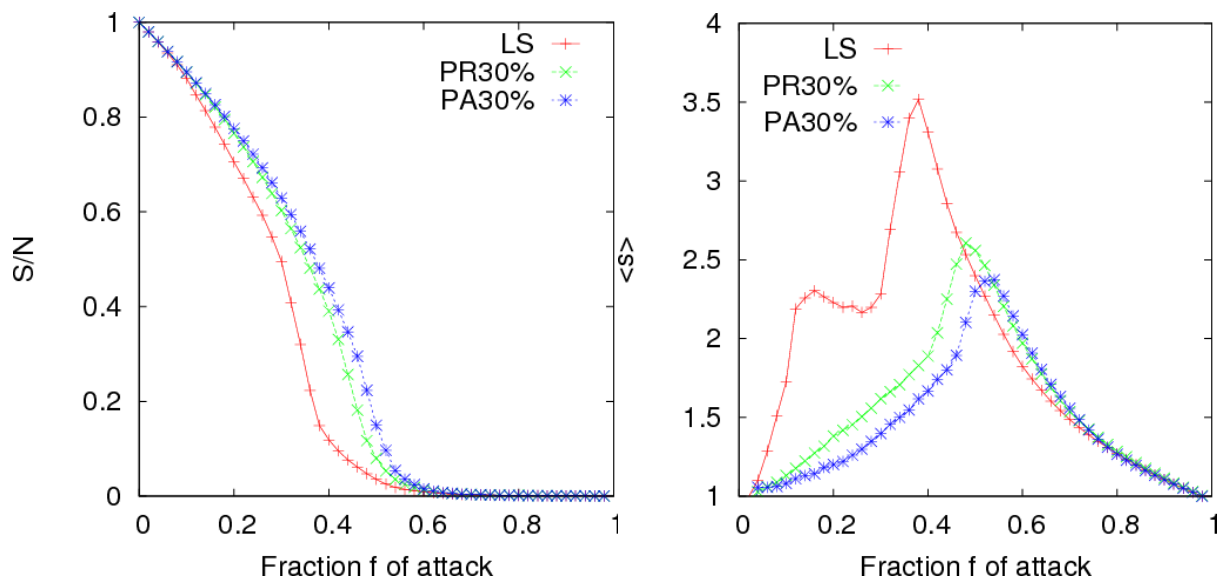 1
0.8
0.6
0.4
0.2
0
S/N
LS
PR30%
PA30%
0 0.2 0.4 0.6 0.8 1
Fraction f of attack
4
3.5
3
2.5
2
1.5
1
<s>
LS
PR30%
PA30%
0 0.2 0.4 0.6 0.8 1
Fraction f of attack